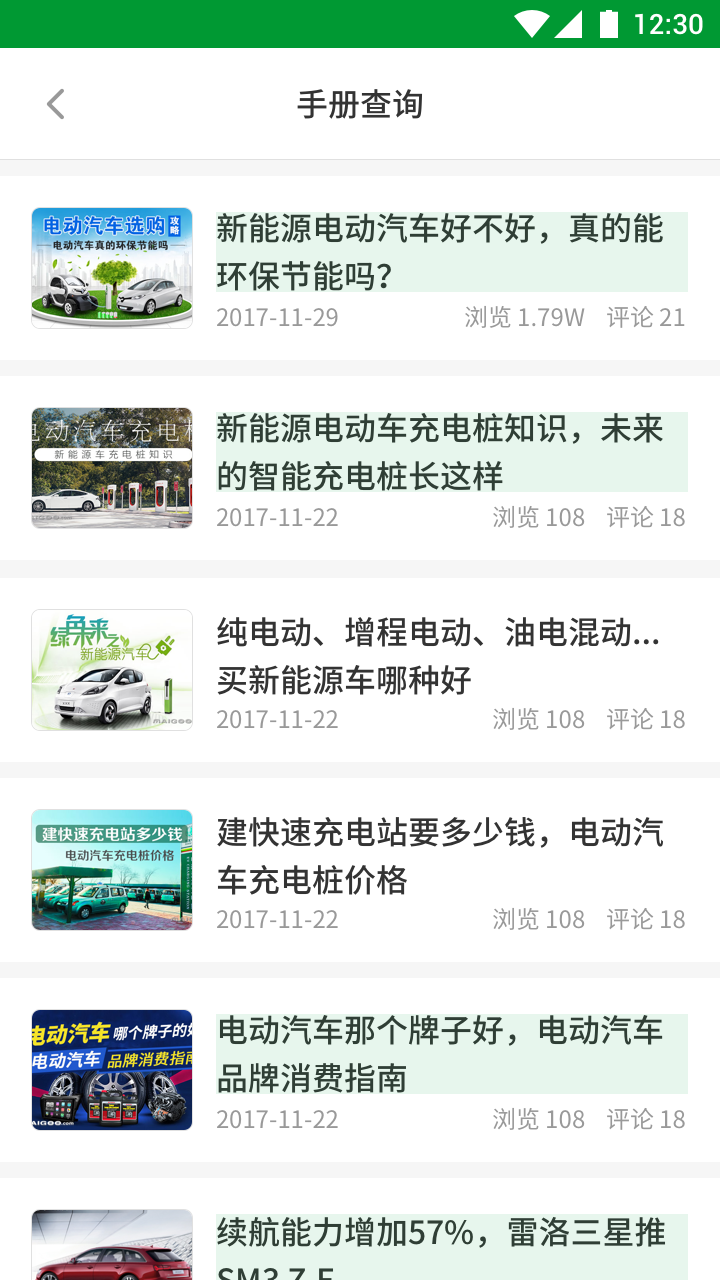 12:30
手册查询
电动汽车选购攻略
电动汽车真的环保节能吗
新能源电动汽车好不好，真的能
环保节能吗？
2017-11-29 浏览 1.79W 评论 21
电动汽车充电桩
新能源车充电桩知识
新能源电动车充电桩知识，未来
的智能充电桩长这样
2017-11-22 浏览 108 评论 18
绿色未来之
新能源汽车
MAIGOO
纯电动、增程电动、油电混动...
买新能源车哪种好
2017-11-22 浏览 108 评论 18
建快速充电站多少钱
电动汽车充电桩价格
建快速充电站要多少钱，电动汽
车充电桩价格
2017-11-22 浏览 108 评论 18
电动汽车 哪个牌子的好
电动汽车 品牌消费指南
AIGOO.com
电动汽车那个牌子好，电动汽车
品牌消费指南
2017-11-22 浏览 108 评论 18
续航能力增加57%，雷洛三星推
SM3 Z.E